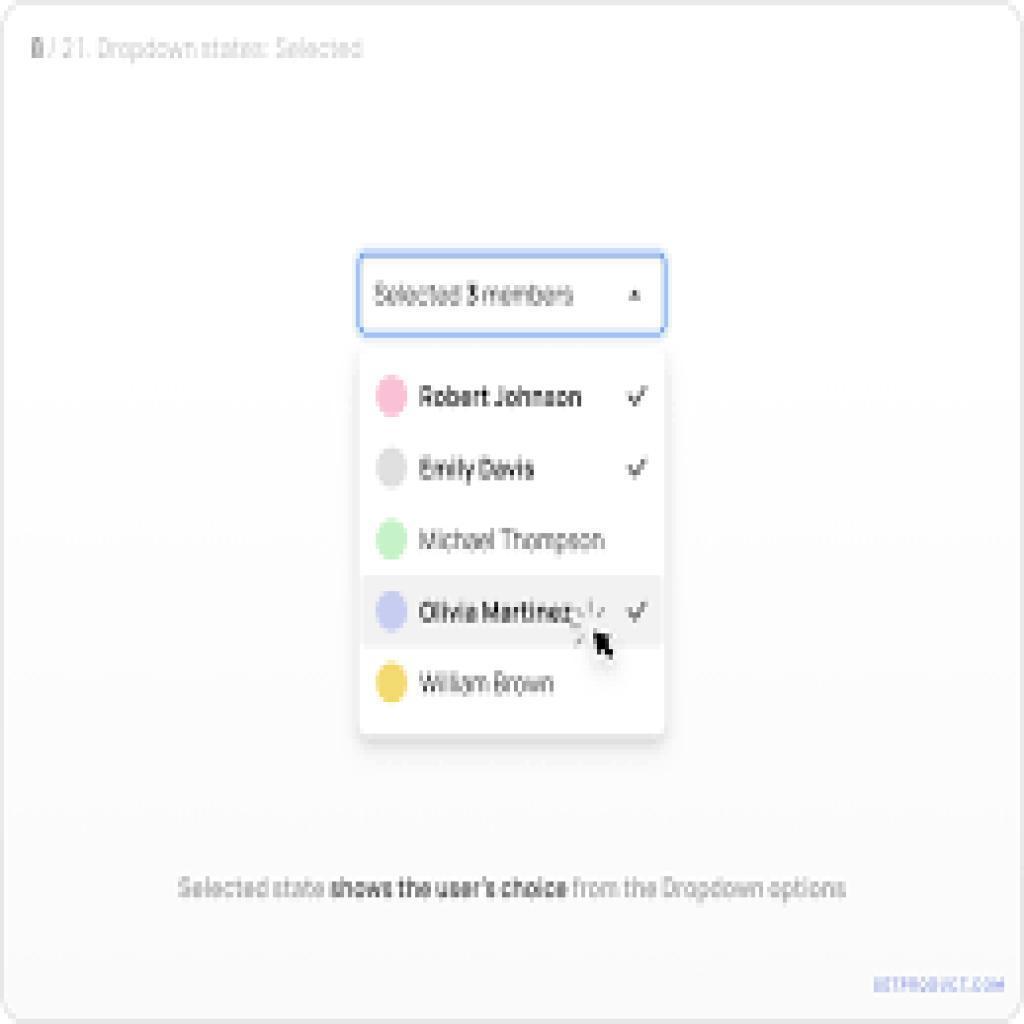 8 / 21. Dropdown states: Selected
Selected 3 members
Robert Johnson
Emily Davis
Michael Thompson
Olivia Martinez
William Brown
Selected state shows the user's choice from the Dropdown options
SETPRODUCT.COM